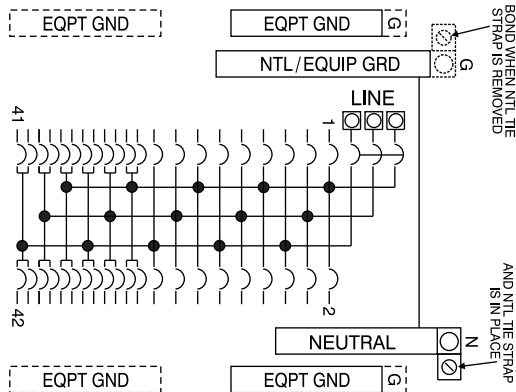 EQPT GND
EQPT GND G
BOND WHEN NTL TIE
STRAP IS REMOVED
NTL/EQUIP GRD
G
LINE
41
1
42
2
AND NTL TIE STRAP
IS IN PLACE
NEUTRAL
N
EQPT GND
EQPT GND G